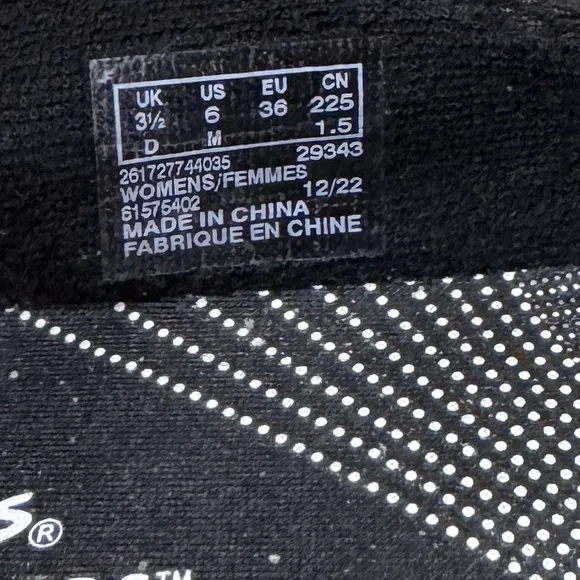 UK US EU CN
3½ 6 36 225
D M 1.5
261727744035 29343
WOMENS/FEMMES
61576402 12/22
MADE IN CHINA
FABRIQUE EN CHINE
S®
™